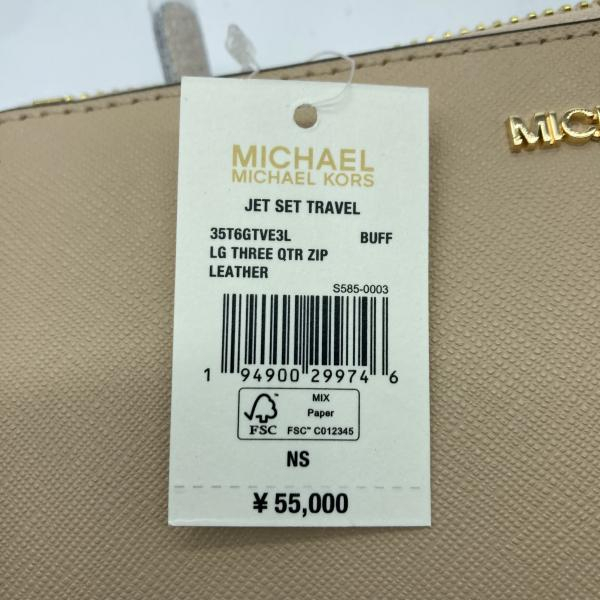 MICHAEL
MICHAEL KORS
JET SET TRAVEL
35T6GTVE3L BUFF
LG THREE QTR ZIP
LEATHER
S585-0003
1 94900 29974 6
FSC
MIX
Paper
FSC™ C012345
NS
¥ 55,000
MIC